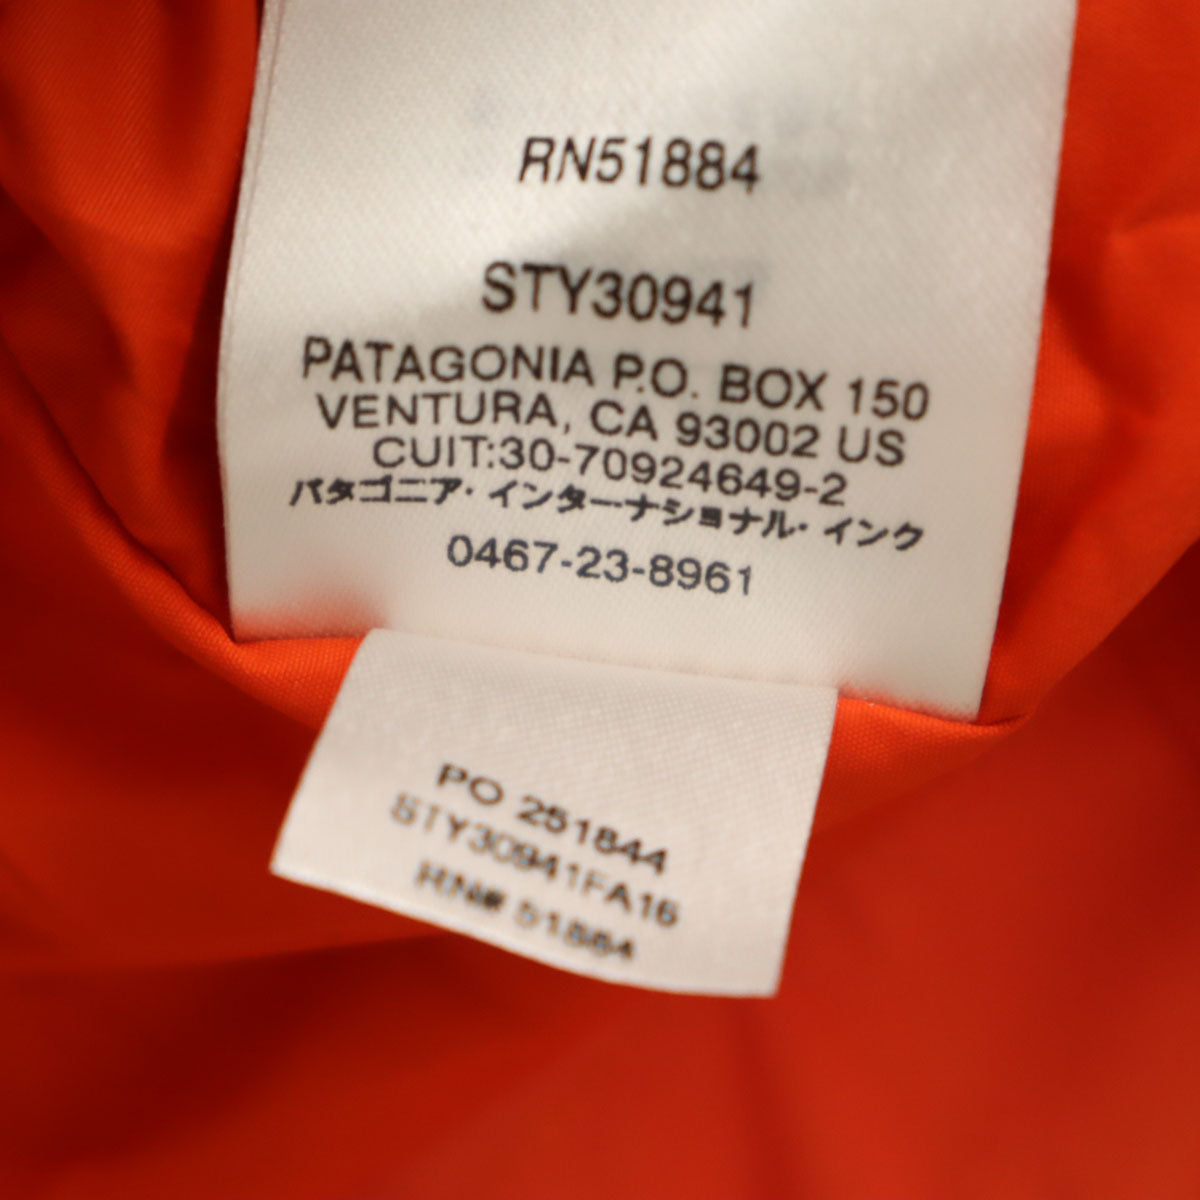 RN51884
STY30941
PATAGONIA P.O. BOX 150
VENTURA, CA 93002 US
CUIT:30-70924649-2
パタゴニア・インターナショナル・インク
0467-23-8961
PO 251844
STY30941FA16
RN# 51884